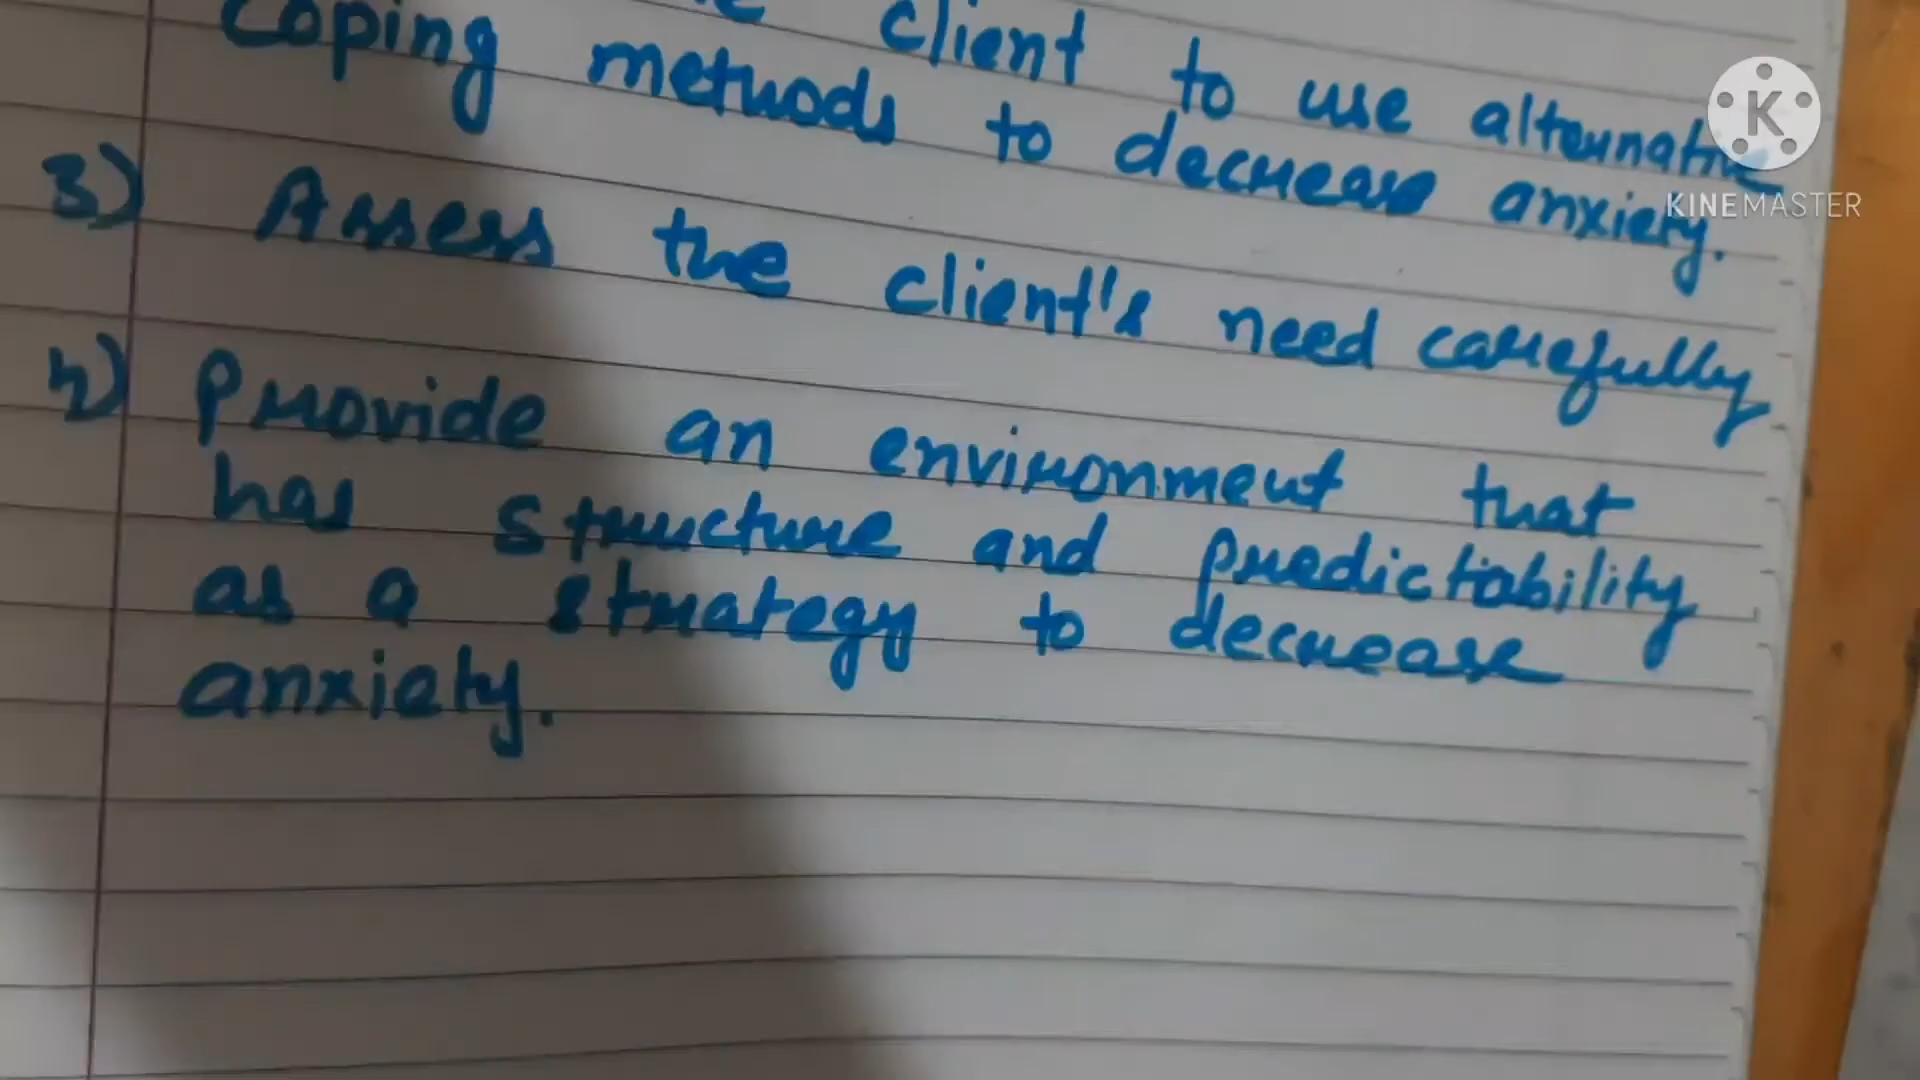 client to use alternative
coping methods to decrease anxiety.
3) Assess the client's need carefully
4) Provide an environment that
has structure and predictability
as a strategy to decrease
anxiety.
K
KINEMASTER